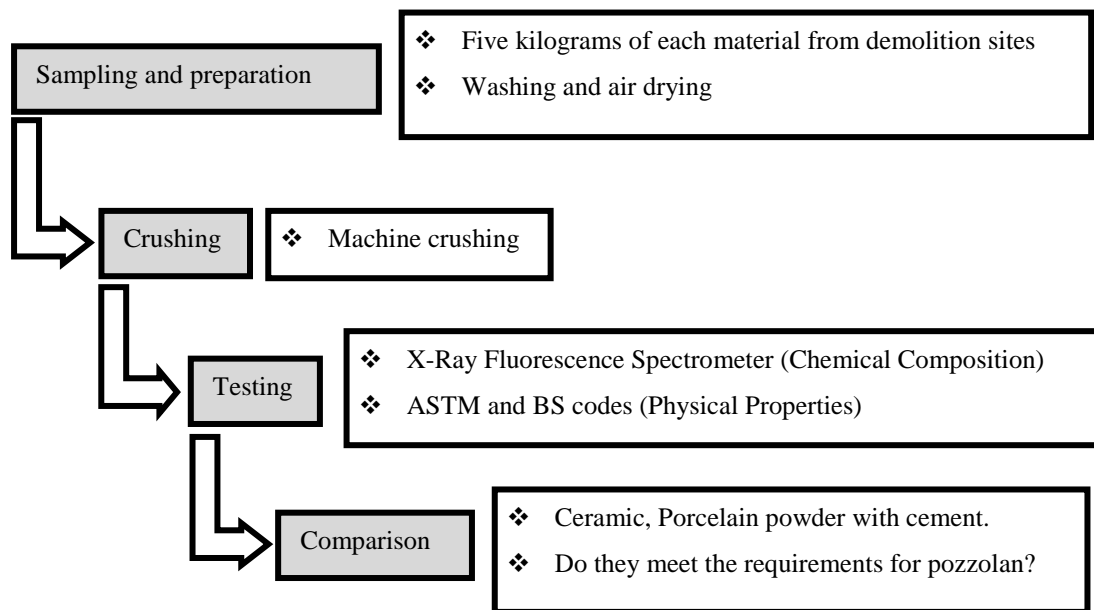 Sampling and preparation
❖ Five kilograms of each material from demolition sites
❖ Washing and air drying
Crushing
❖ Machine crushing
Testing
❖ X-Ray Fluorescence Spectrometer (Chemical Composition)
❖ ASTM and BS codes (Physical Properties)
Comparison
❖ Ceramic, Porcelain powder with cement.
❖ Do they meet the requirements for pozzolan?